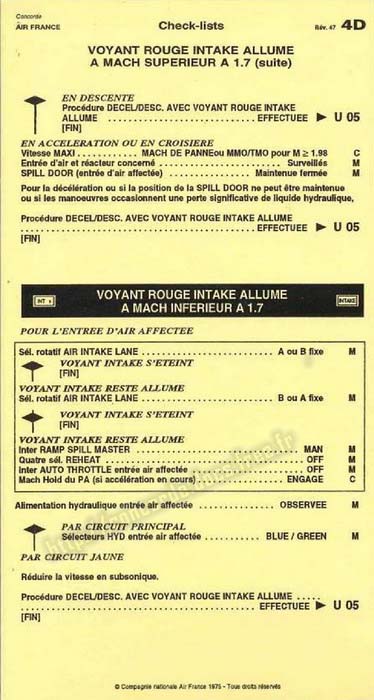 Concorde
AIR FRANCE Check-lists Rév. 47 4D
VOYANT ROUGE INTAKE ALLUME
A MACH SUPERIEUR A 1.7 (suite)
EN DESCENTE
Procédure DECEL/DESC. AVEC VOYANT ROUGE INTAKE
ALLUME ............ EFFECTUEE ► U 05
[FIN]
EN ACCELERATION OU EN CROISIERE
Vitesse MAXI ............ MACH DE PANNEou MMO/TMO pour M ≥ 1.98 C
Entrée d'air et réacteur concerné ............ Surveillés M
SPILL DOOR (entrée d'air affectée) ............ Maintenue fermée M
Pour la décélération ou si la position de la SPILL DOOR ne peut être maintenue
ou si les manoeuvres occasionnent une perte significative de liquide hydraulique,
Procédure DECEL/DESC. AVEC VOYANT ROUGE INTAKE ALLUME
............ EFFECTUEE ► U 05
[FIN]
VOYANT ROUGE INTAKE ALLUME
A MACH INFERIEUR A 1.7
INTAKE
POUR L'ENTREE D'AIR AFFECTEE
Sél. rotatif AIR INTAKE LANE ............ A ou B fixe M
VOYANT INTAKE S'ETEINT
[FIN]
VOYANT INTAKE RESTE ALLUME
Sél. rotatif AIR INTAKE LANE ............ B ou A fixe M
VOYANT INTAKE S'ETEINT
[FIN]
VOYANT INTAKE RESTE ALLUME
Inter RAMP SPILL MASTER ............ MAN M
Quatre sél. REHEAT ............ OFF M
Inter AUTO THROTTLE entrée air affectée ............ OFF M
Mach Hold du PA (si accélération en cours) ............ ENGAGE C
Alimentation hydraulique entrée air affectée ............ OBSERVEE M
PAR CIRCUIT PRINCIPAL
Sélecteurs HYD entrée air affectée ............ BLUE / GREEN M
PAR CIRCUIT JAUNE
Réduire la vitesse en subsonique.
Procédure DECEL/DESC. AVEC VOYANT ROUGE INTAKE ALLUME .....
............ EFFECTUEE ► U 05
[FIN]
© Compagnie nationale Air France 1975 - Tous droits réservés